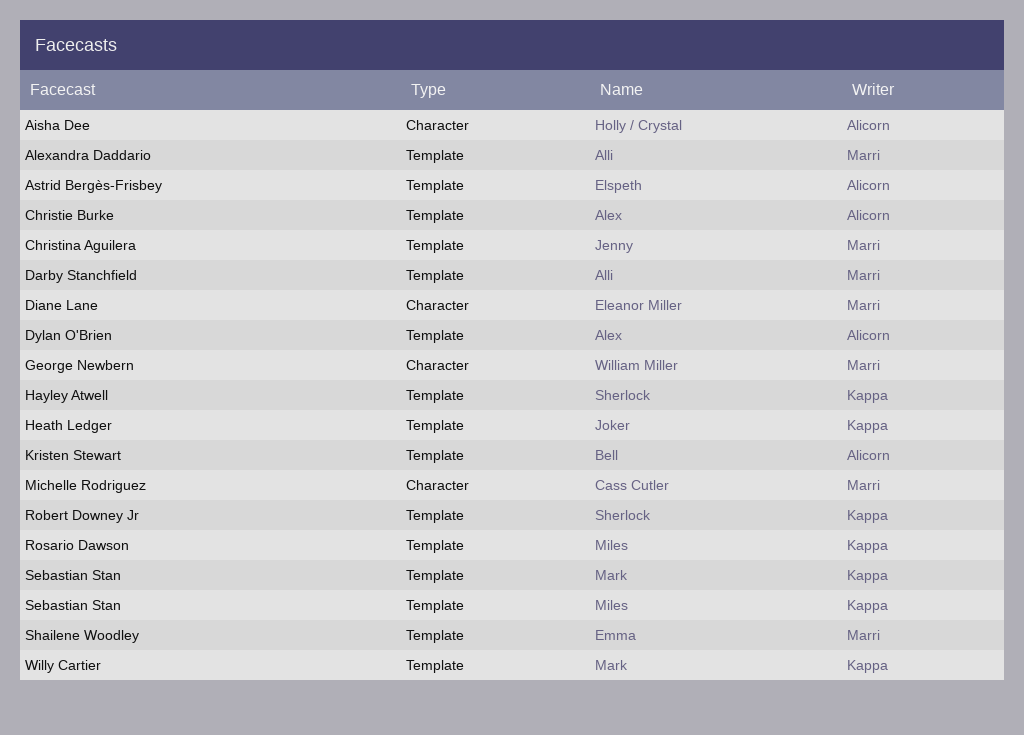 Facecasts
Facecast Type Name Writer
Aisha Dee Character Holly / Crystal Alicorn
Alexandra Daddario Template Alli Marri
Astrid Bergès-Frisbey Template Elspeth Alicorn
Christie Burke Template Alex Alicorn
Christina Aguilera Template Jenny Marri
Darby Stanchfield Template Alli Marri
Diane Lane Character Eleanor Miller Marri
Dylan O'Brien Template Alex Alicorn
George Newbern Character William Miller Marri
Hayley Atwell Template Sherlock Kappa
Heath Ledger Template Joker Kappa
Kristen Stewart Template Bell Alicorn
Michelle Rodriguez Character Cass Cutler Marri
Robert Downey Jr Template Sherlock Kappa
Rosario Dawson Template Miles Kappa
Sebastian Stan Template Mark Kappa
Sebastian Stan Template Miles Kappa
Shailene Woodley Template Emma Marri
Willy Cartier Template Mark Kappa